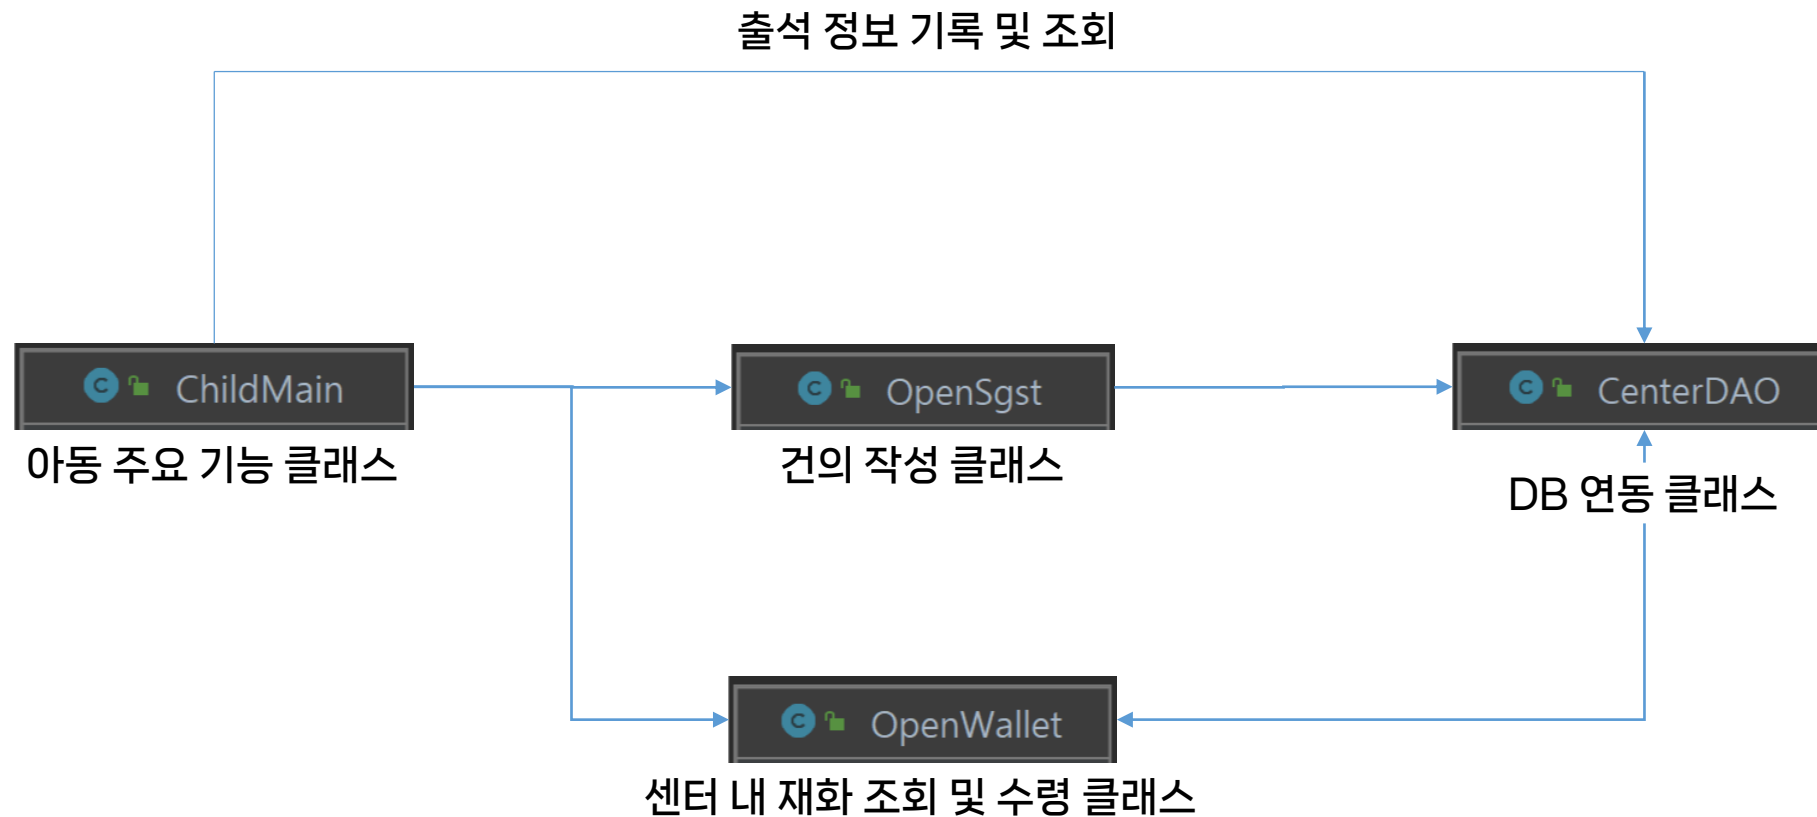 출석 정보 기록 및 조회
C ChildMain
아동 주요 기능 클래스
C OpenSgst
건의 작성 클래스
C CenterDAO
DB 연동 클래스
C OpenWallet
센터 내 재화 조회 및 수령 클래스